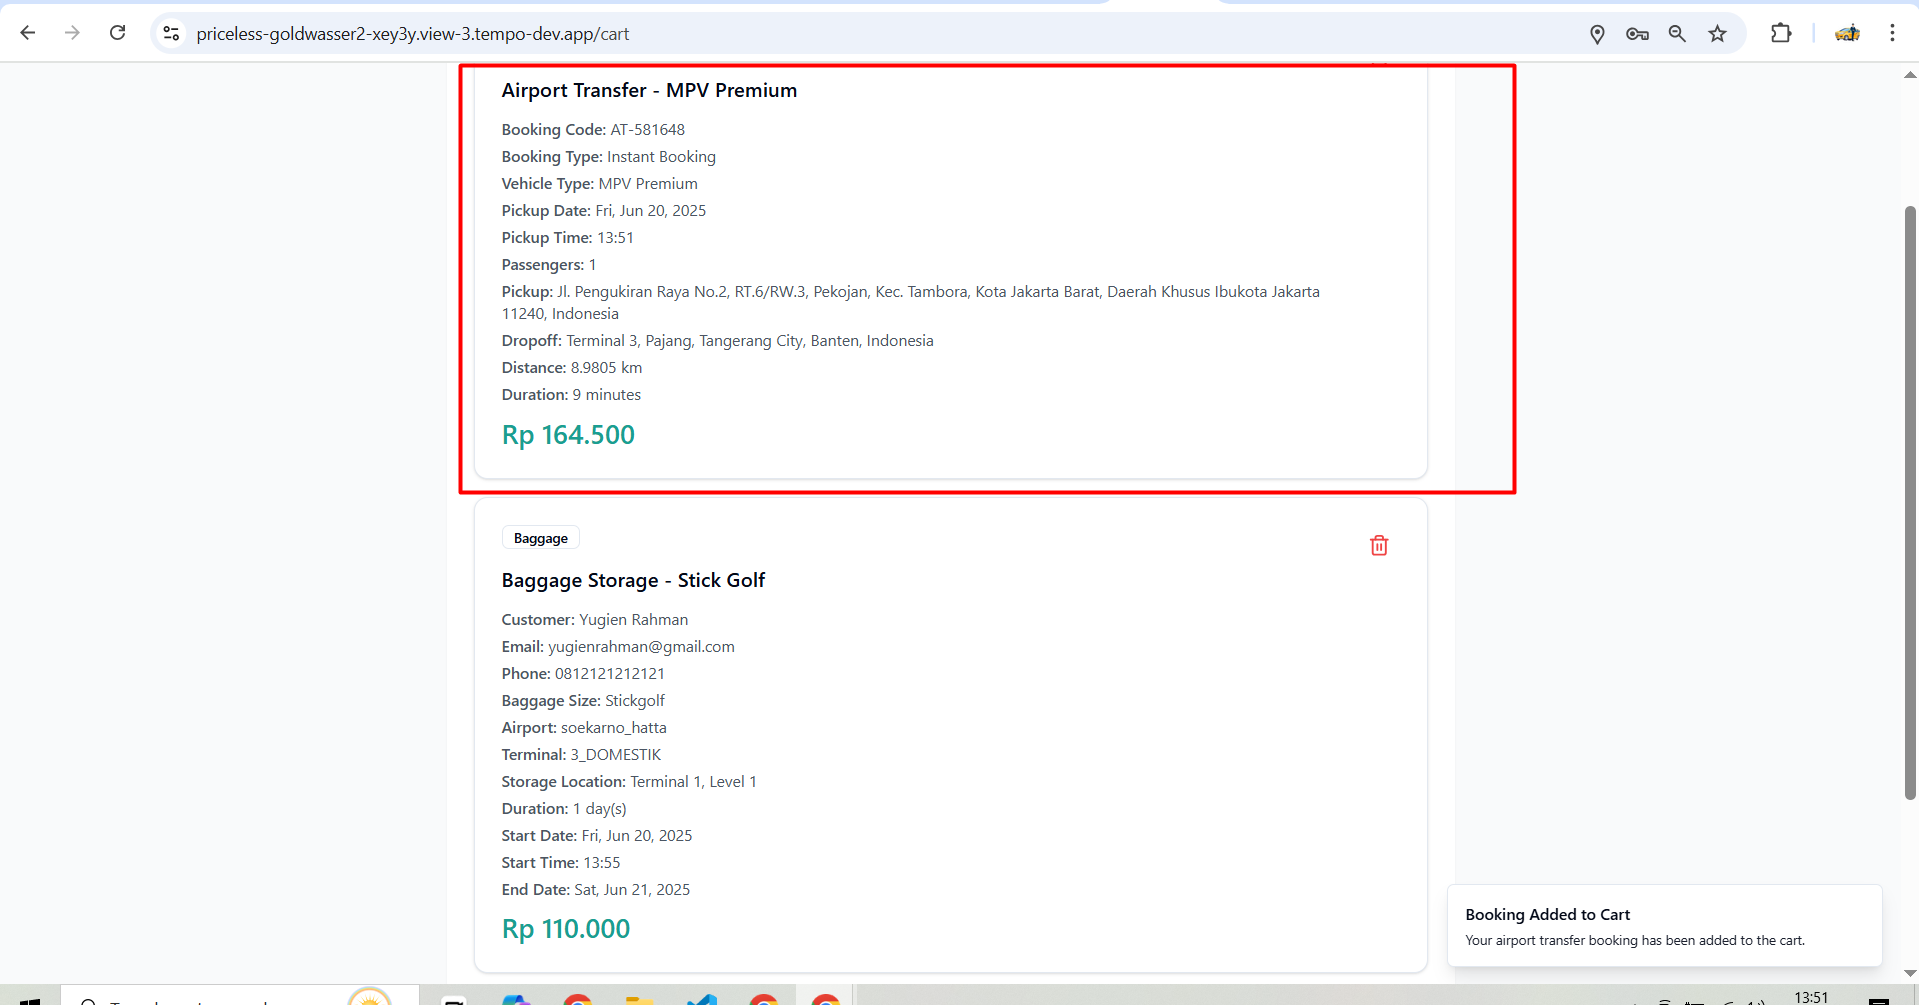 priceless-goldwasser2-xey3y.view-3.tempo-dev.app/cart
Airport Transfer - MPV Premium
Booking Code: AT-581648
Booking Type: Instant Booking
Vehicle Type: MPV Premium
Pickup Date: Fri, Jun 20, 2025
Pickup Time: 13:51
Passengers: 1
Pickup: Jl. Pengukiran Raya No.2, RT.6/RW.3, Pekojan, Kec. Tambora, Kota Jakarta Barat, Daerah Khusus Ibukota Jakarta
11240, Indonesia
Dropoff: Terminal 3, Pajang, Tangerang City, Banten, Indonesia
Distance: 8.9805 km
Duration: 9 minutes
Rp 164.500
Baggage
Baggage Storage - Stick Golf
Customer: Yugien Rahman
Email: yugienrahman@gmail.com
Phone: 0812121212121
Baggage Size: Stickgolf
Airport: soekarno_hatta
Terminal: 3_DOMESTIK
Storage Location: Terminal 1, Level 1
Duration: 1 day(s)
Start Date: Fri, Jun 20, 2025
Start Time: 13:55
End Date: Sat, Jun 21, 2025
Rp 110.000
Booking Added to Cart
Your airport transfer booking has been added to the cart.
13:51